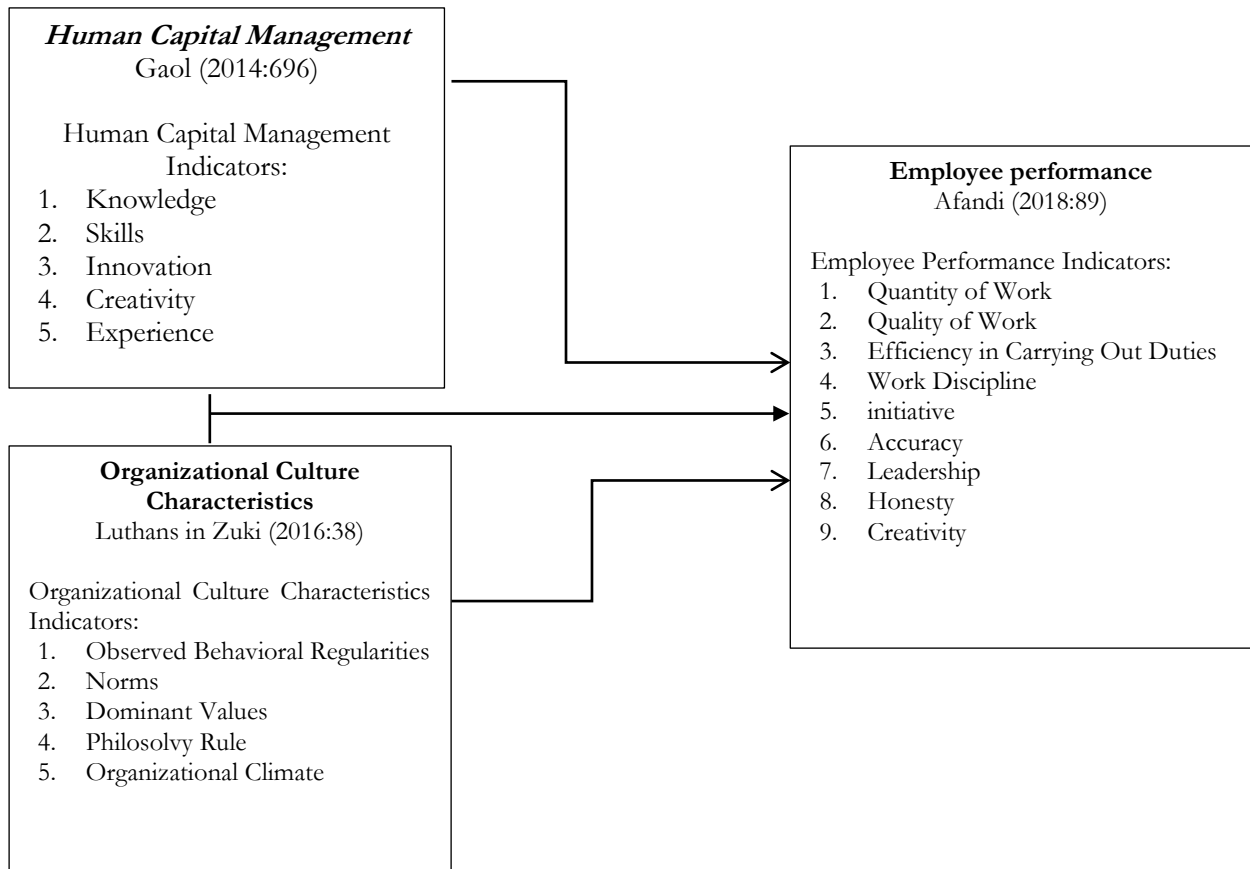 Human Capital Management
Gaol (2014:696)
Human Capital Management
Indicators:
1. Knowledge
2. Skills
3. Innovation
4. Creativity
5. Experience
Organizational Culture
Characteristics
Luthans in Zuki (2016:38)
Organizational Culture Characteristics
Indicators:
1. Observed Behavioral Regularities
2. Norms
3. Dominant Values
4. Philosolvy Rule
5. Organizational Climate
Employee performance
Afandi (2018:89)
Employee Performance Indicators:
1. Quantity of Work
2. Quality of Work
3. Efficiency in Carrying Out Duties
4. Work Discipline
5. initiative
6. Accuracy
7. Leadership
8. Honesty
9. Creativity